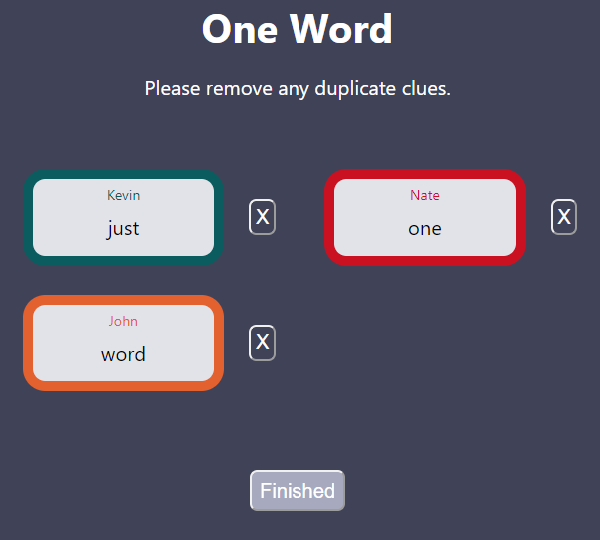 One Word
Please remove any duplicate clues.
Kevin
just
X
Nate
one
X
John
word
X
Finished